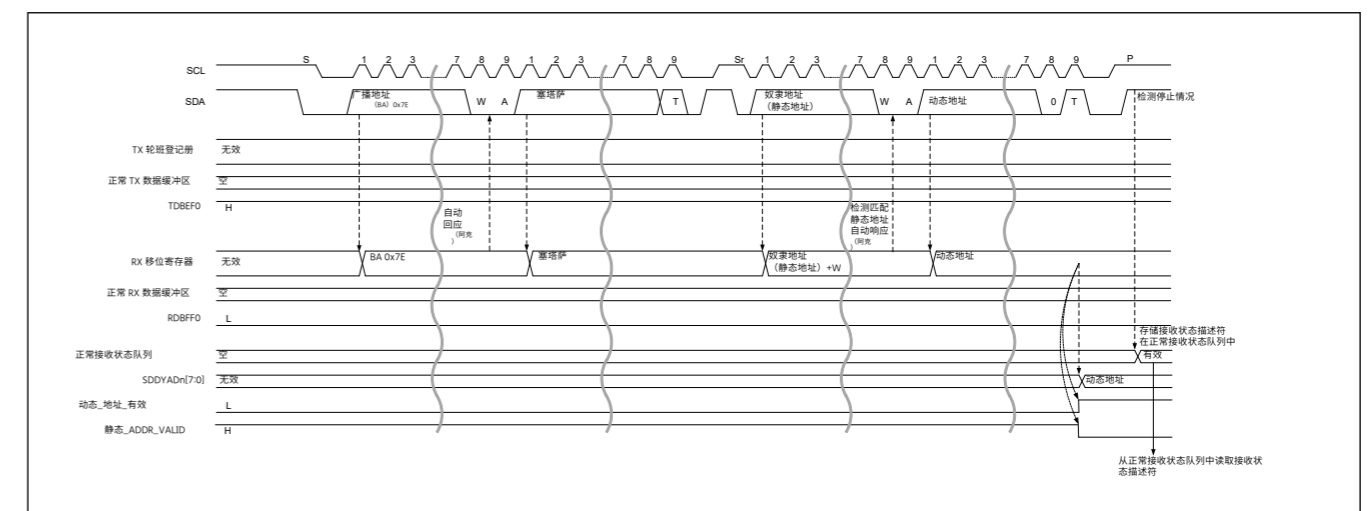 S 1 2 3 7 8 9 1 2 3 7 8 9 Sr 1 2 3 7 8 9 1 2 3 7 8 9 P
SCL
SDA
广播地址
（BA）0x7E
W A
塞塔萨
T
奴隶地址
（静态地址）
W A
动态地址
0 T
检测停止情况
TX 轮班登记册 无效
正常 TX 数据缓冲区 空
TDBEF0 H
自动
回应
（阿克
）
检测匹配
静态地址
自动响应
（阿克
）
RX 移位寄存器 无效
BA 0x7E
塞塔萨
奴隶地址
（静态地址）+W
动态地址
正常 RX 数据缓冲区 空
RDBFF0 L
存储接收状态描述符
在正常接收状态队列中
正常接收状态队列 空
有效
SDDYADn[7:0] 无效
动态地址
动态_地址_有效 L
静态_ADDR_VALID H
从正常接收状态队列中读取接收状
态描述符